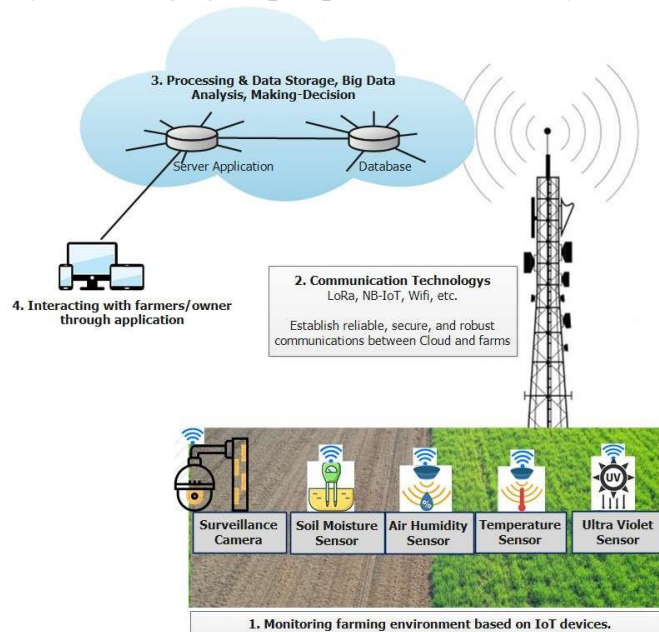 3. Processing & Data Storage, Big Data
Analysis, Making-Decision
Server Application
Database
4. Interacting with farmers/owner
through application
2. Communication Technologys
LoRa, NB-IoT, Wifi, etc.
Establish reliable, secure, and robust
communications between Cloud and farms
UV
%
Surveillance
Camera
Soil Moisture
Sensor
Air Humidity
Sensor
Temperature
Sensor
Ultra Violet
Sensor
1. Monitoring farming environment based on IoT devices.